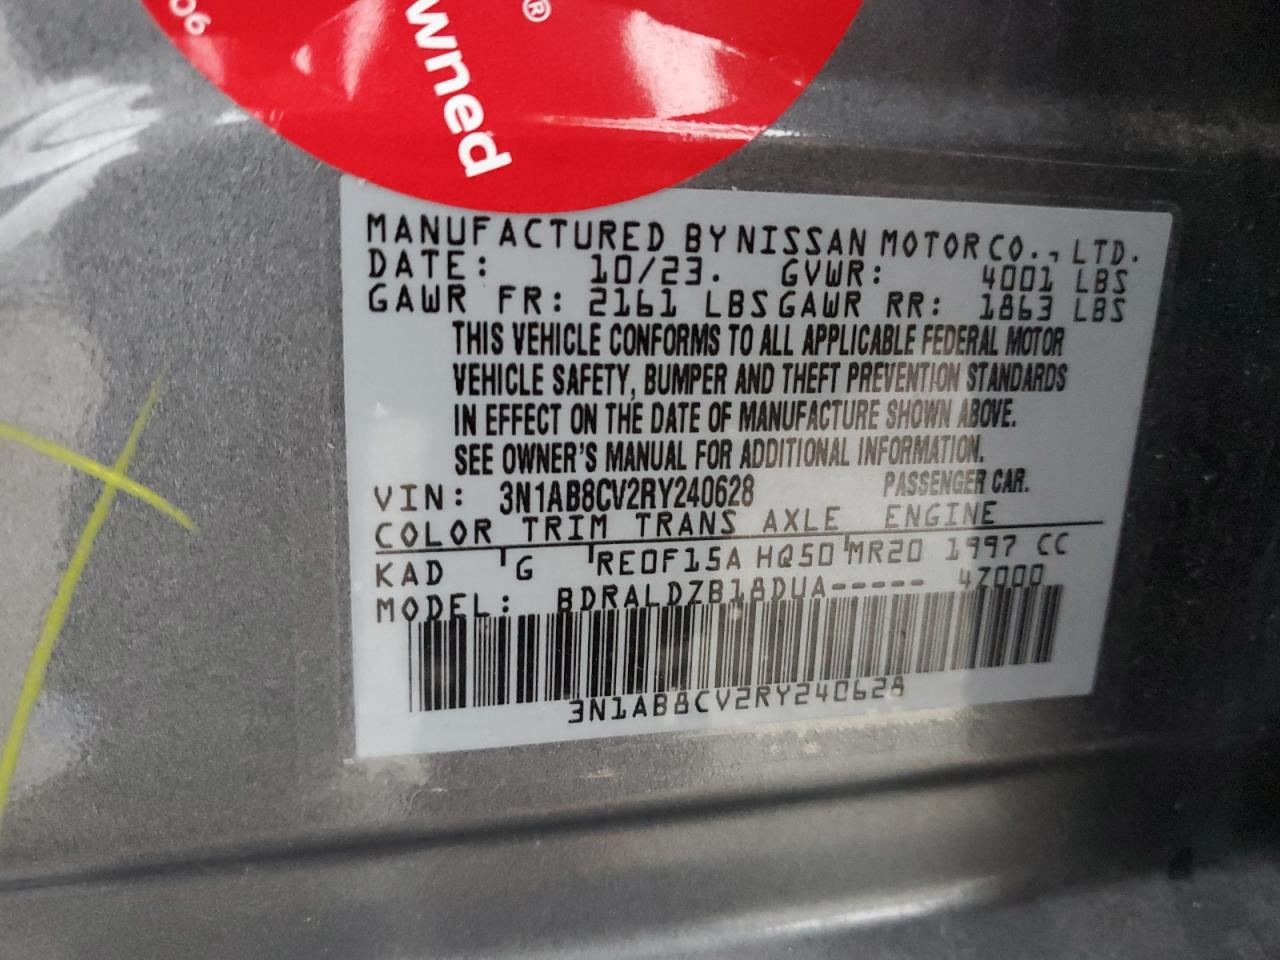 06
wned
®
MANUFACTURED BY NISSAN MOTOR CO., LTD.
DATE: 10/23. GVWR: 4001 LBS
GAWR FR: 2161 LBS GAWR RR: 1863 LBS
THIS VEHICLE CONFORMS TO ALL APPLICABLE FEDERAL MOTOR
VEHICLE SAFETY, BUMPER AND THEFT PREVENTION STANDARDS
IN EFFECT ON THE DATE OF MANUFACTURE SHOWN ABOVE.
SEE OWNER'S MANUAL FOR ADDITIONAL INFORMATION.
VIN: 3N1AB8CV2RY240628 PASSENGER CAR.
COLOR TRIM TRANS AXLE ENGINE
KAD G RE0F15A HQ50 MR20 1997 CC
MODEL: BDRALDZB18DUA----- 47000
3N1AB8CV2RY240628